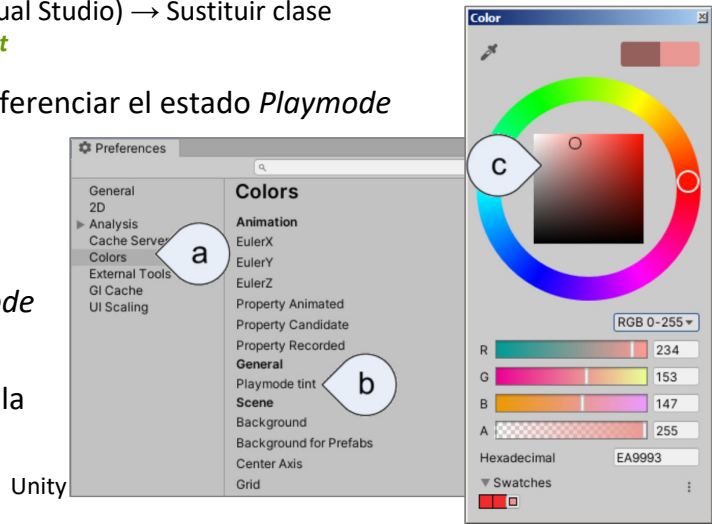 ual Studio) → Sustituir clase
t
ferenciar el estado Playmode
ode
la
Unity
Preferences
General
2D
Analysis
Cache Server
Colors
External Tools
GI Cache
UI Scaling
a
Colors
Animation
EulerX
EulerY
EulerZ
Property Animated
Property Candidate
Property Recorded
General
Playmode tint
b
Scene
Background
Background for Prefabs
Center Axis
Grid
Color
c
RGB 0-255
R 234
G 153
B 147
A 255
Hexadecimal EA9993
Swatches